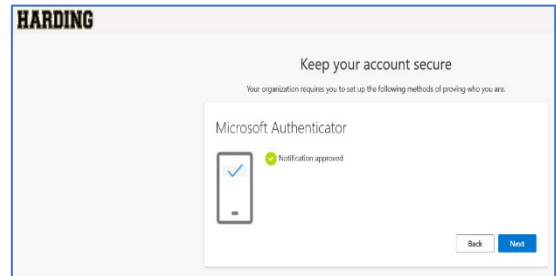 HARDING
Keep your account secure
Your organization requires you to set up the following methods of proving who you are.
Microsoft Authenticator
Notification approved
Back Next